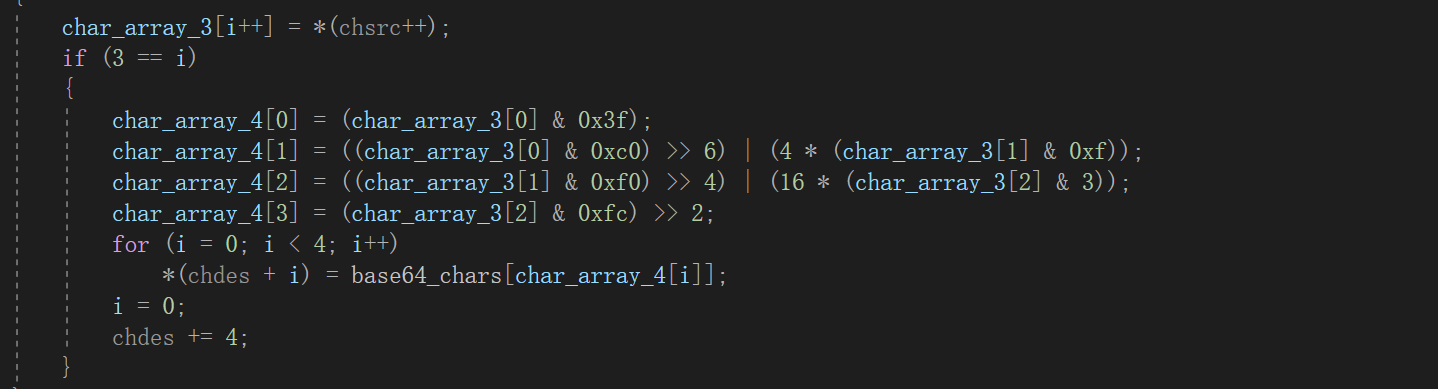 {
char_array_3[i++] = *(chsrc++);
if (3 == i)
{
char_array_4[0] = (char_array_3[0] & 0x3f);
char_array_4[1] = ((char_array_3[0] & 0xc0) >> 6) | (4 * (char_array_3[1] & 0xf));
char_array_4[2] = ((char_array_3[1] & 0xf0) >> 4) | (16 * (char_array_3[2] & 3));
char_array_4[3] = (char_array_3[2] & 0xfc) >> 2;
for (i = 0; i < 4; i++)
*(chdes + i) = base64_chars[char_array_4[i]];
i = 0;
chdes += 4;
}